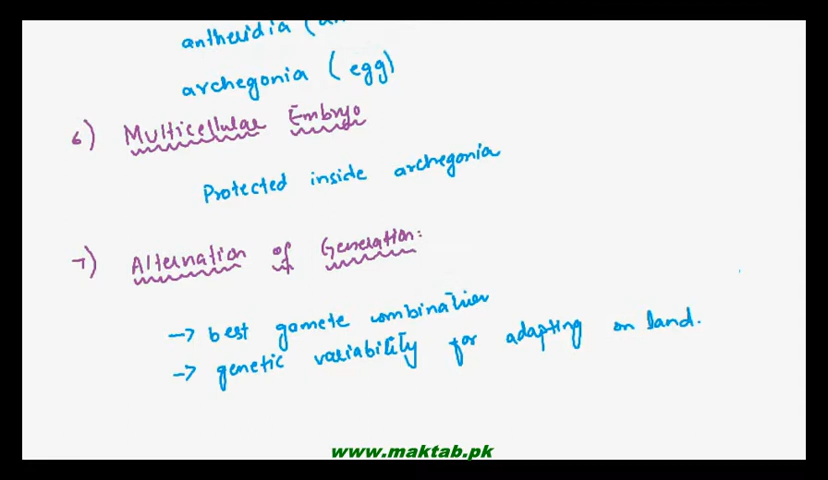 antheridia (
archegonia (egg)
6) Multicellular Embryo
Protected inside archegonia
7) Alternation of Generation:
→ best gamete combination
→ genetic variability for adapting on land.
www.maktab.pk